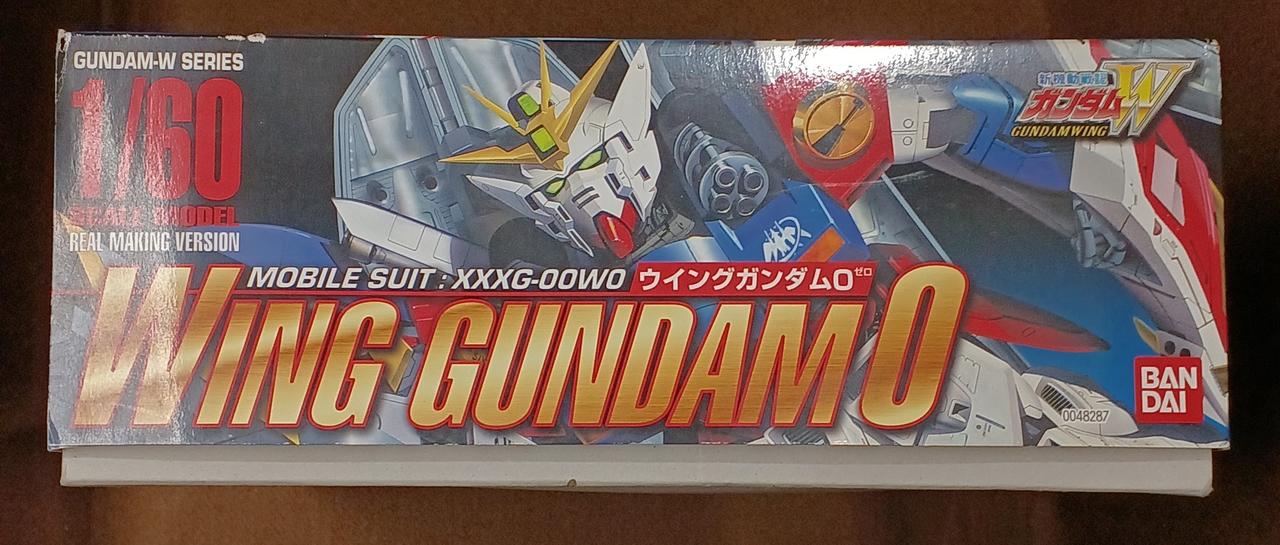 GUNDAM-W SERIES
1/60
SCALE MODEL
REAL MAKING VERSION
新機動戦記
ガンダムW
GUNDAMWING
MOBILE SUIT : XXXG-00W0 ウイングガンダム0ゼロ
WING GUNDAM 0
BAN
DAI
0048287